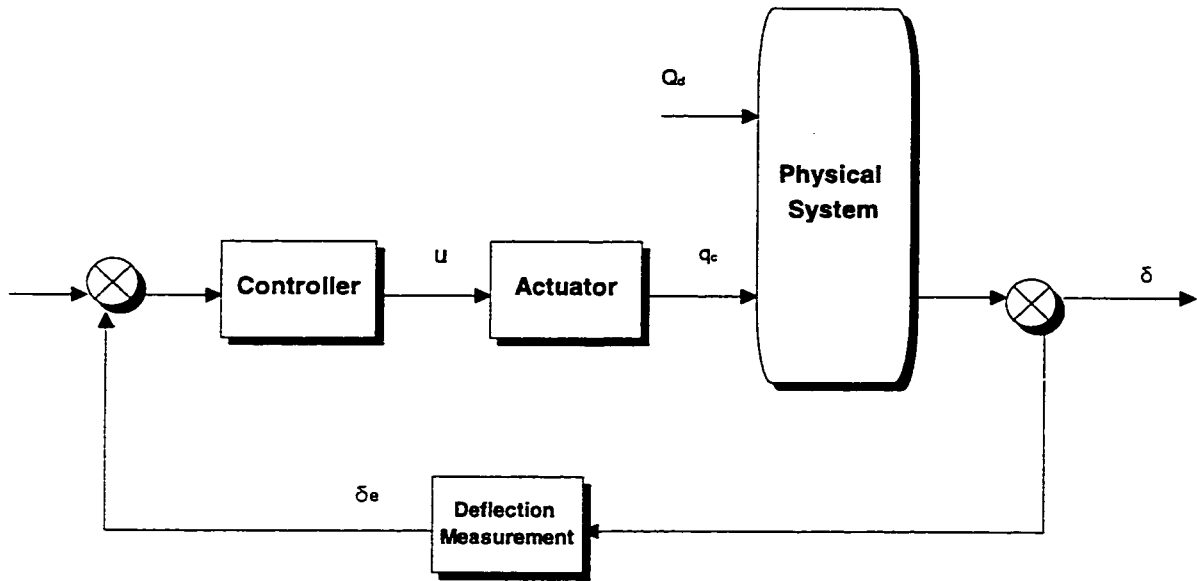 Qd
Physical
System
Controller
u
Actuator
qc
δ
δe
Deflection
Measurement